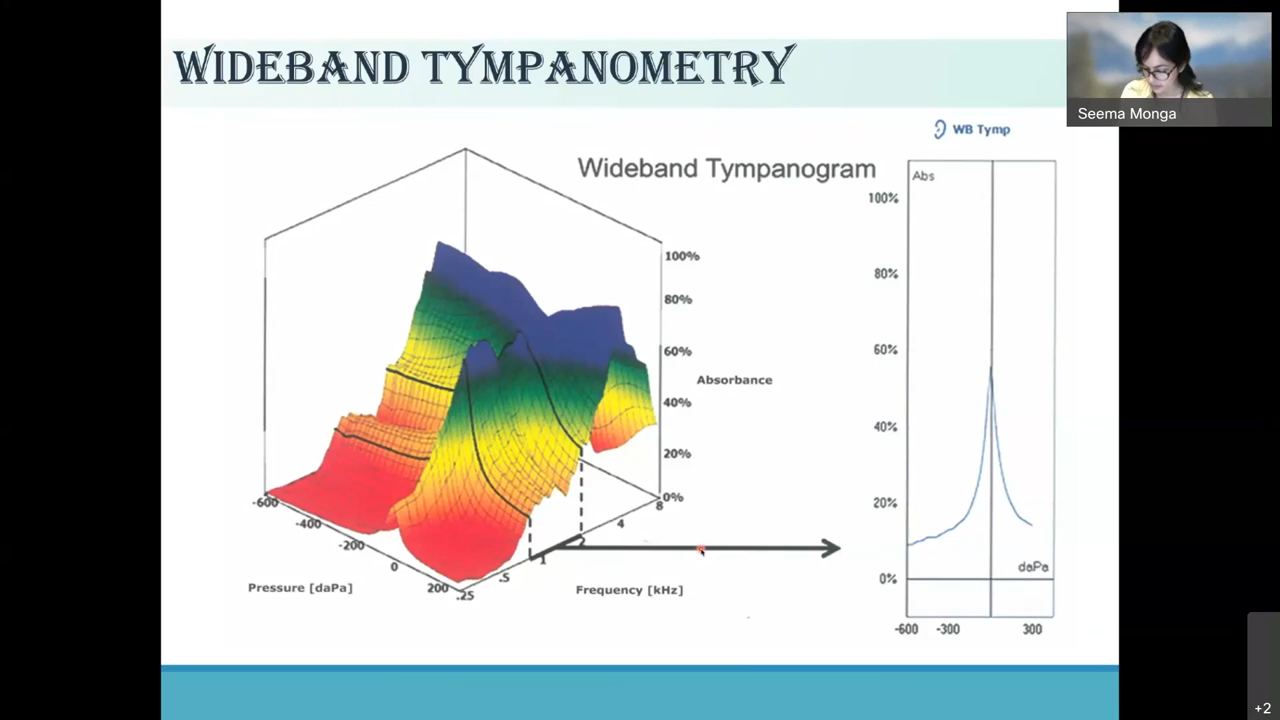 WIDEBAND TYMPANOMETRY
Seema Monga
WB Tymp
Wideband Tympanogram
Abs
100%
80%
60%
40%
20%
0%
daPa
-600 -300 300
100%
80%
60%
Absorbance
40%
20%
0%
-600
-400
-200
0
200
.25
.5
1
2
4
8
Pressure [daPa]
Frequency [kHz]
+2